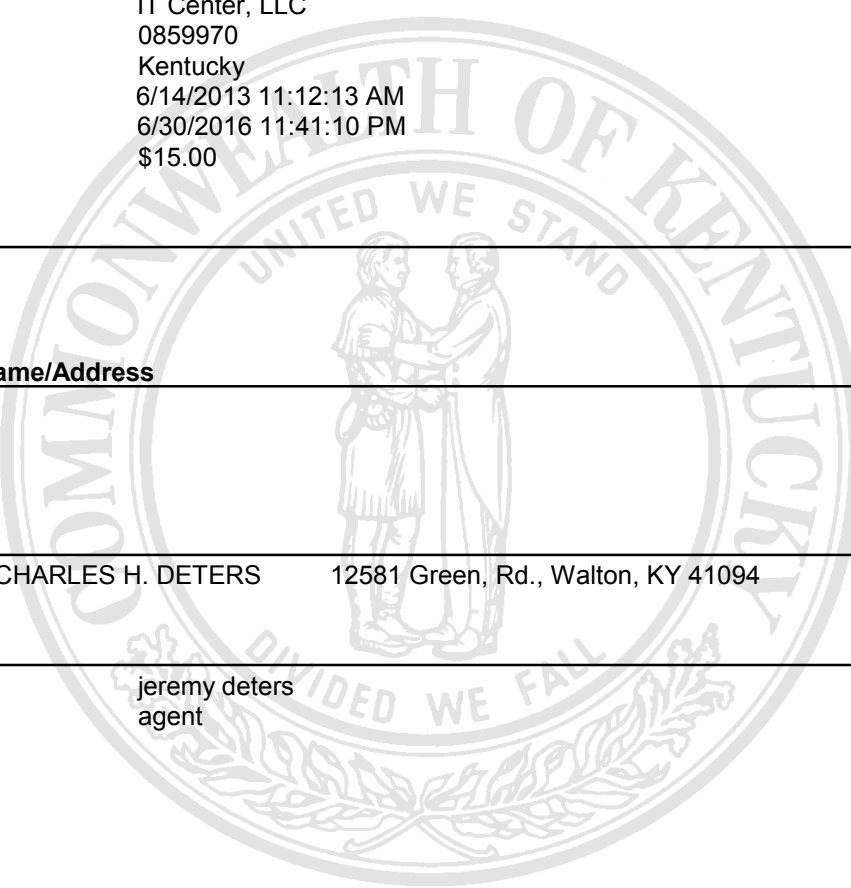 IT Center, LLC
0859970
Kentucky
6/14/2013 11:12:13 AM
6/30/2016 11:41:10 PM
$15.00
COMMONWEALTH OF KENTUCKY
UNITED WE STAND
ame/Address
CHARLES H. DETERS 12581 Green, Rd., Walton, KY 41094
DIVIDED WE FALL
jeremy deters
agent